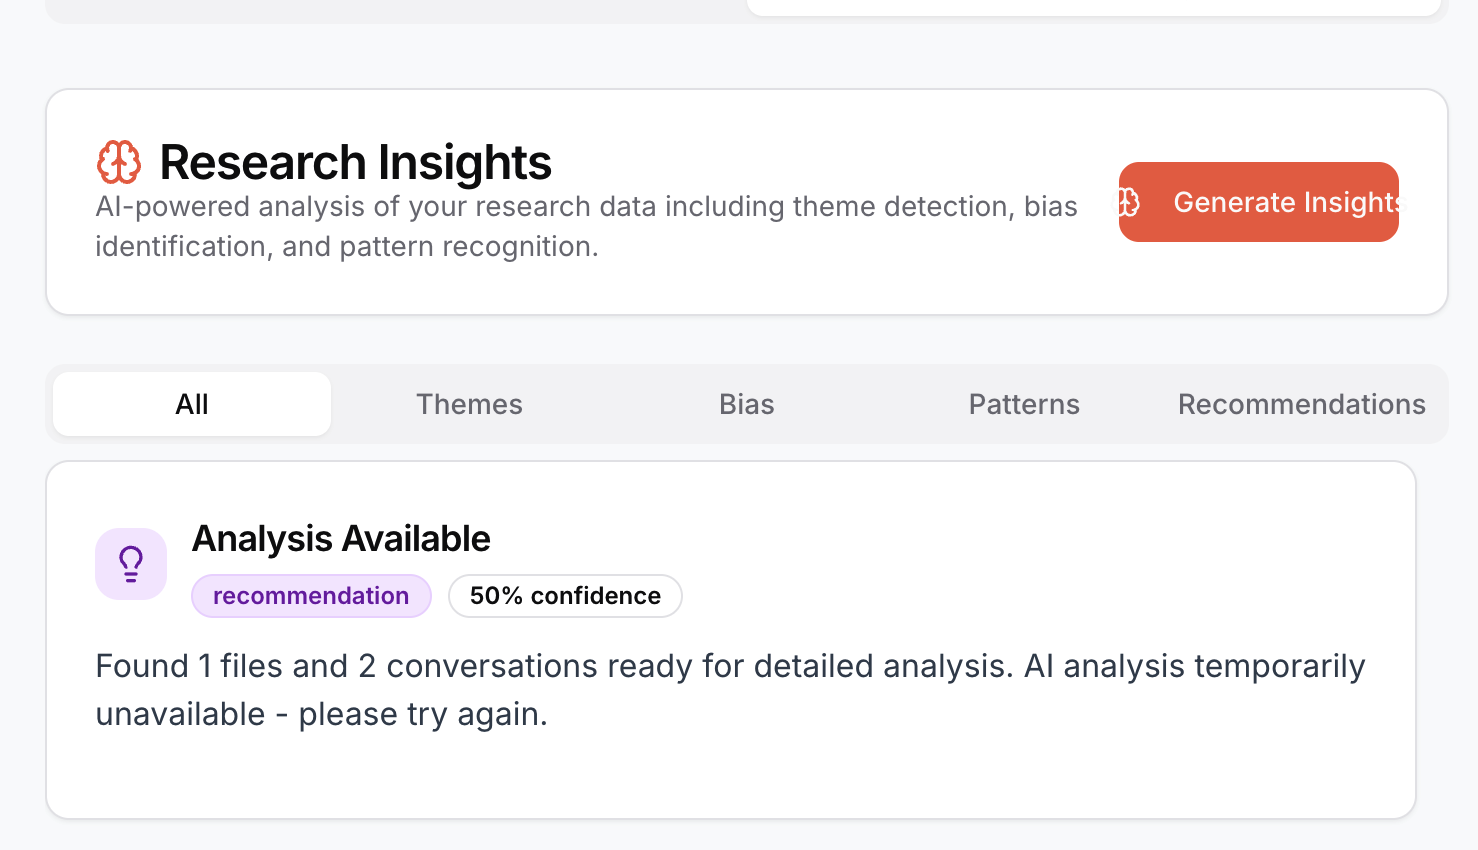 Research Insights
AI-powered analysis of your research data including theme detection, bias
identification, and pattern recognition.
Generate Insights
All
Themes
Bias
Patterns
Recommendations
Analysis Available
recommendation
50% confidence
Found 1 files and 2 conversations ready for detailed analysis. AI analysis temporarily
unavailable - please try again.